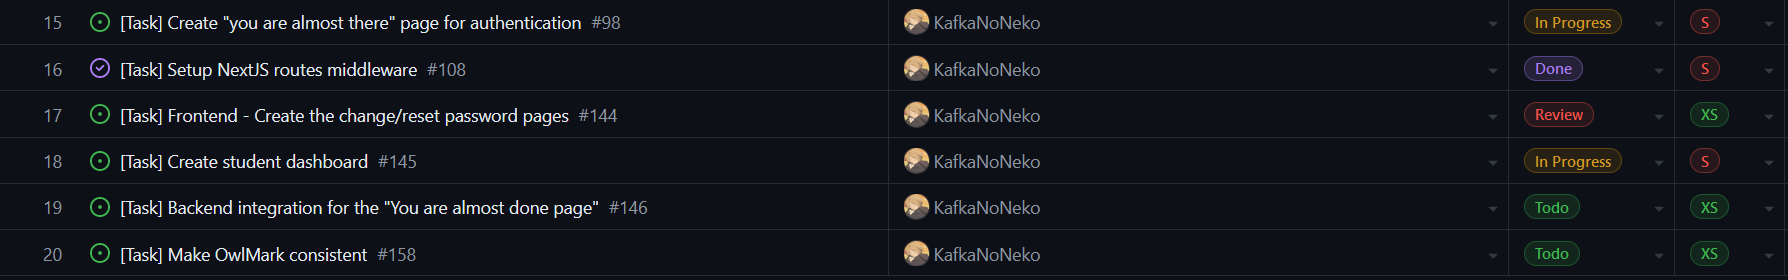 15 [Task] Create "you are almost there" page for authentication #98 KafkaNoNeko In Progress S
16 [Task] Setup NextJS routes middleware #108 KafkaNoNeko Done S
17 [Task] Frontend - Create the change/reset password pages #144 KafkaNoNeko Review XS
18 [Task] Create student dashboard #145 KafkaNoNeko In Progress S
19 [Task] Backend integration for the "You are almost done page" #146 KafkaNoNeko Todo XS
20 [Task] Make OwlMark consistent #158 KafkaNoNeko Todo XS